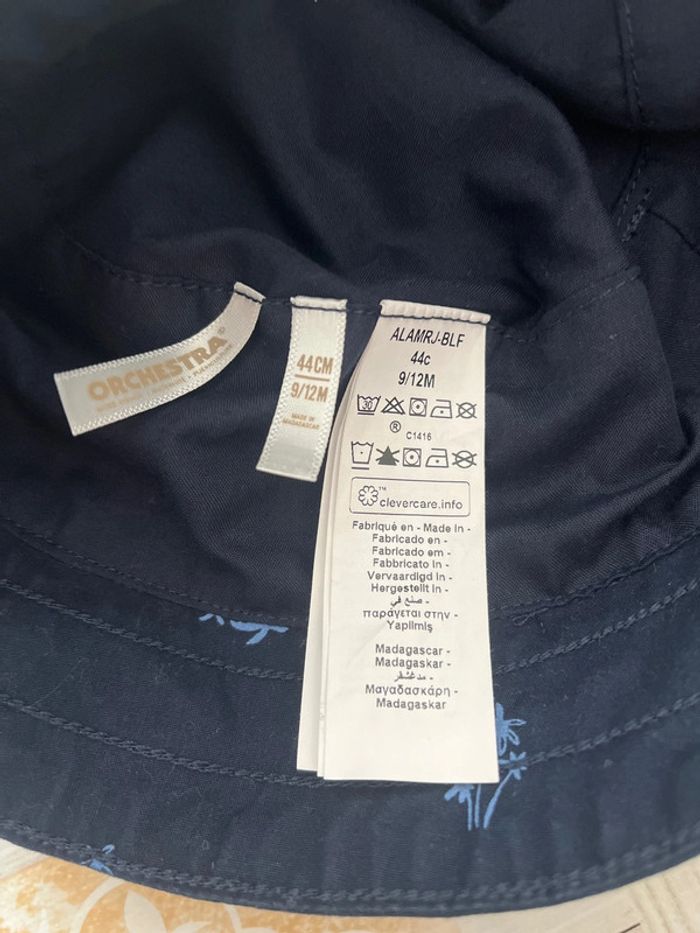 ORCHESTRA®
44CM
9/12M
MADE IN
MADAGASCAR
ALAMRJ-BLF
44c
9/12M
30
® C1416
™
clevercare.info
Fabriqué en - Made In -
Fabricado en -
Fabricado em -
Fabbricato In -
Vervaardigd In -
Hergestellt In -
صنع في -
παράγεται στην -
Yapilmiş
Madagascar -
Madagaskar -
مدغشقر -
Μαγαδασκάρη -
Madagaskar